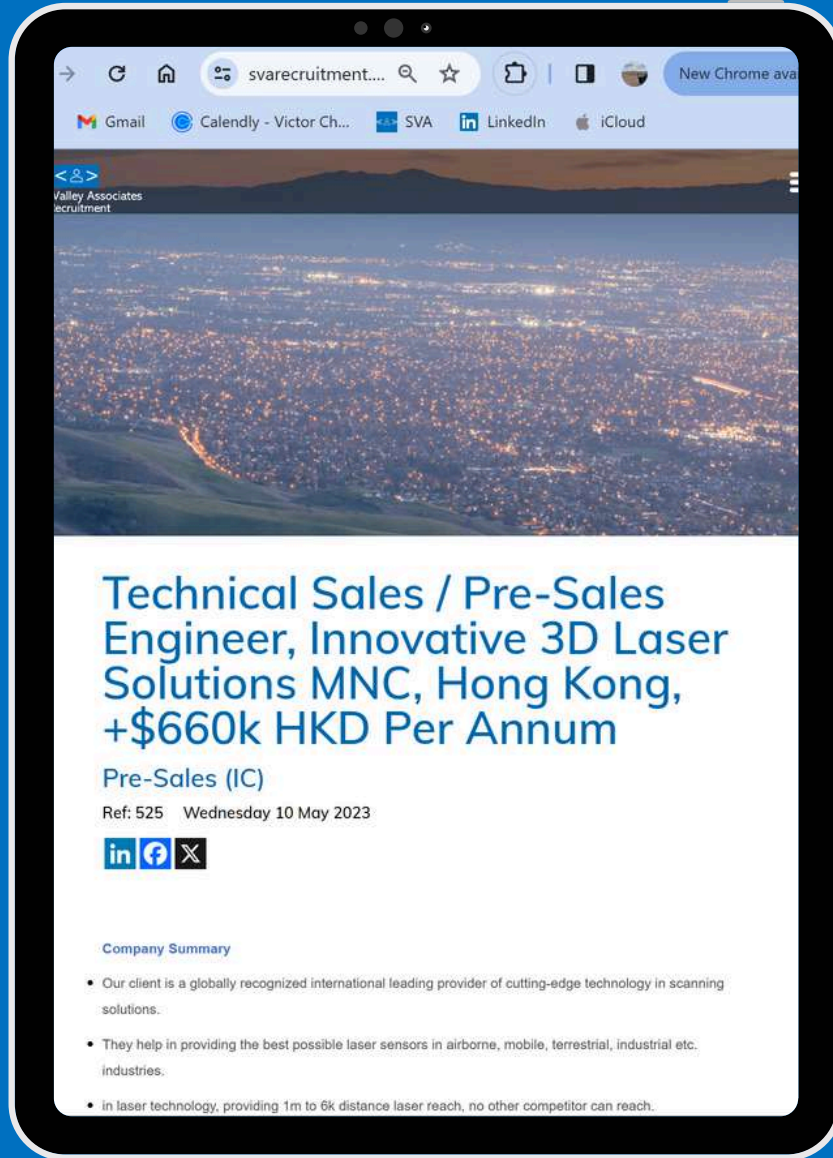 svarecruitment....
New Chrome ava
Gmail
Calendly - Victor Ch...
SVA
LinkedIn
iCloud
Valley Associates
ecruitment
Technical Sales / Pre-Sales
Engineer, Innovative 3D Laser
Solutions MNC, Hong Kong,
+$660k HKD Per Annum
Pre-Sales (IC)
Ref: 525 Wednesday 10 May 2023
in
Company Summary
Our client is a globally recognized international leading provider of cutting-edge technology in scanning
solutions.
They help in providing the best possible laser sensors in airborne, mobile, terrestrial, industrial etc.
industries.
in laser technology, providing 1m to 6k distance laser reach, no other competitor can reach.